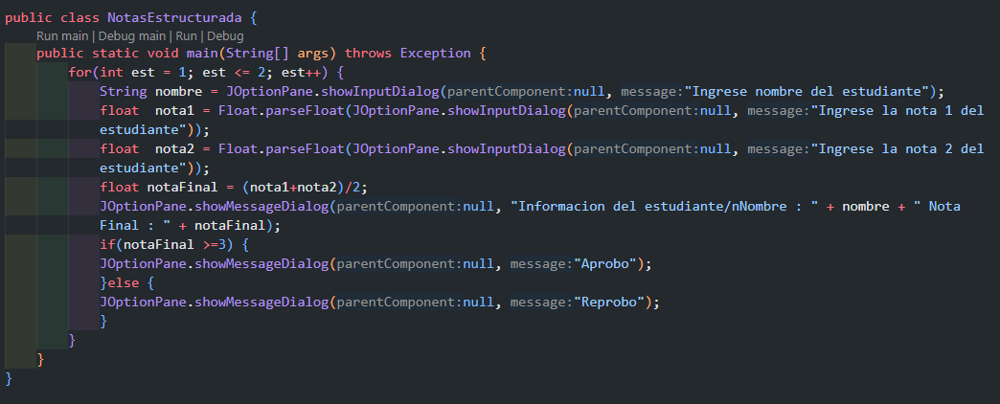 public class NotasEstructurada {
Run main | Debug main | Run | Debug
public static void main(String[] args) throws Exception {
for(int est = 1; est <= 2; est++) {
String nombre = JOptionPane.showInputDialog(parentComponent:null, message:"Ingrese nombre del estudiante");
float  nota1 = Float.parseFloat(JOptionPane.showInputDialog(parentComponent:null, message:"Ingrese la nota 1 del
estudiante"));
float  nota2 = Float.parseFloat(JOptionPane.showInputDialog(parentComponent:null, message:"Ingrese la nota 2 del
estudiante"));
float notaFinal = (nota1+nota2)/2;
JOptionPane.showMessageDialog(parentComponent:null, "Informacion del estudiante/nNombre : " + nombre + " Nota
Final : " + notaFinal);
if(notaFinal >=3) {
JOptionPane.showMessageDialog(parentComponent:null, message:"Aprobo");
}else {
JOptionPane.showMessageDialog(parentComponent:null, message:"Reprobo");
}
}
}
}